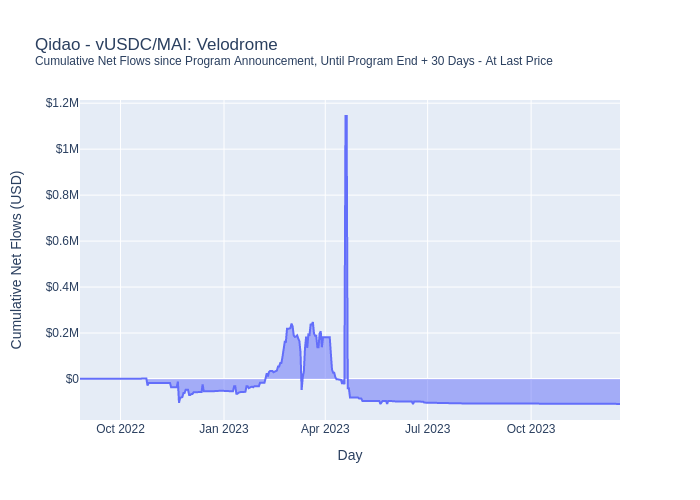 Qidao - vUSDC/MAI: Velodrome
Cumulative Net Flows since Program Announcement, Until Program End + 30 Days - At Last Price
$1.2M
$1M
$0.8M
$0.6M
$0.4M
$0.2M
$0
Cumulative Net Flows (USD)
Oct 2022
Jan 2023
Apr 2023
Jul 2023
Oct 2023
Day